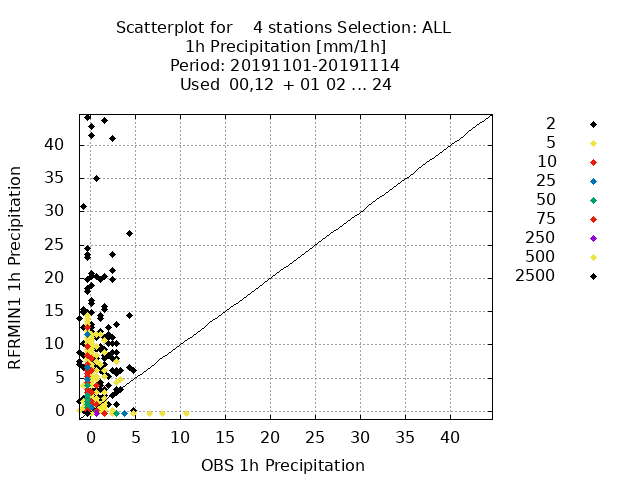 Scatterplot for 4 stations Selection: ALL
1h Precipitation [mm/1h]
Period: 20191101-20191114
Used 00,12 + 01 02 ... 24
RFRMIN1 1h Precipitation
40
35
30
25
20
15
10
5
0
0 5 10 15 20 25 30 35 40
OBS 1h Precipitation
2
5
10
25
50
75
250
500
2500